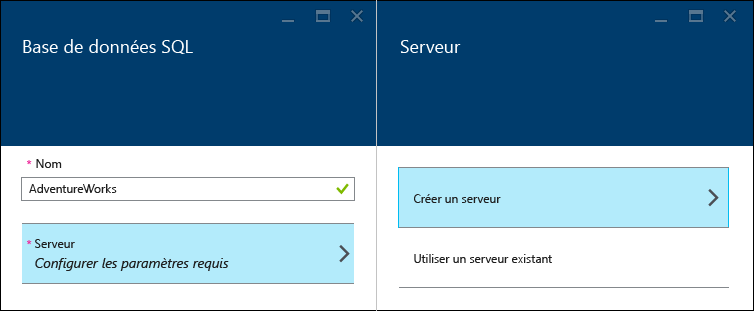 Base de données SQL
* Nom
AdventureWorks
* Serveur
Configurer les paramètres requis
Serveur
Créer un serveur
Utiliser un serveur existant